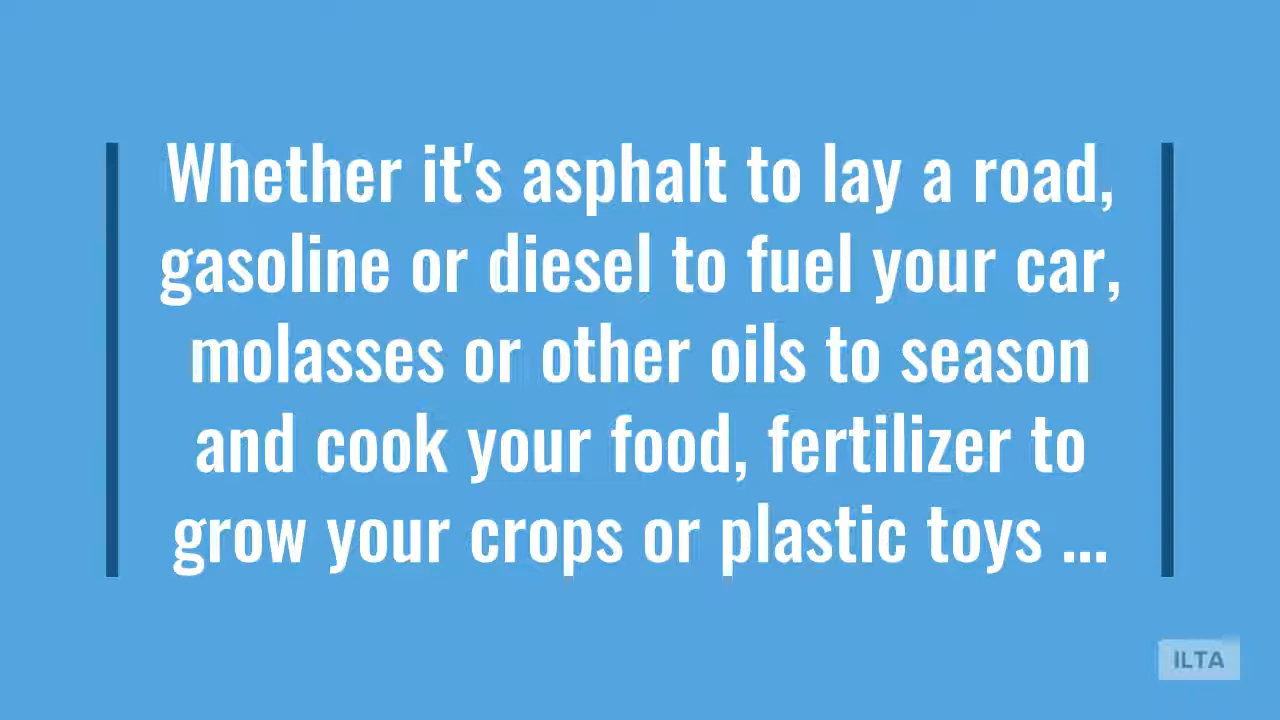 Whether it's asphalt to lay a road,
gasoline or diesel to fuel your car,
molasses or other oils to season
and cook your food, fertilizer to
grow your crops or plastic toys ...
ILTA